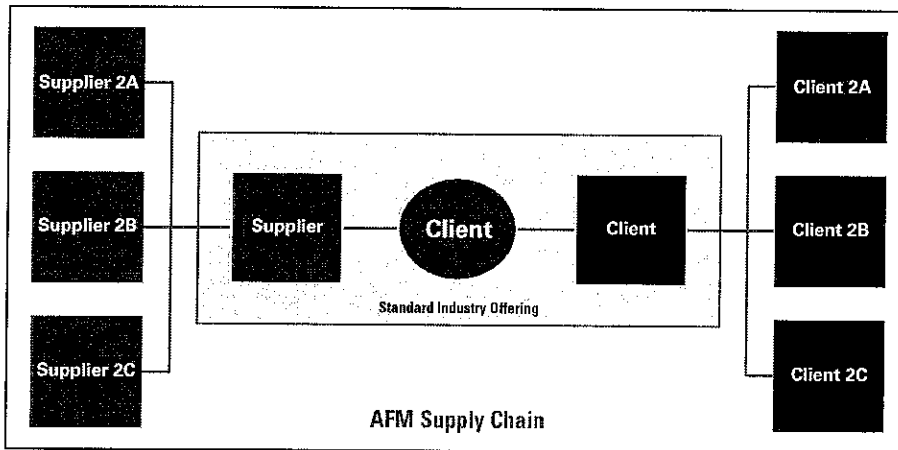 Supplier 2A
Client 2A
Supplier 2B
Supplier
Client
Client
Client 2B
Standard Industry Offering
Supplier 2C
Client 2C
AFM Supply Chain